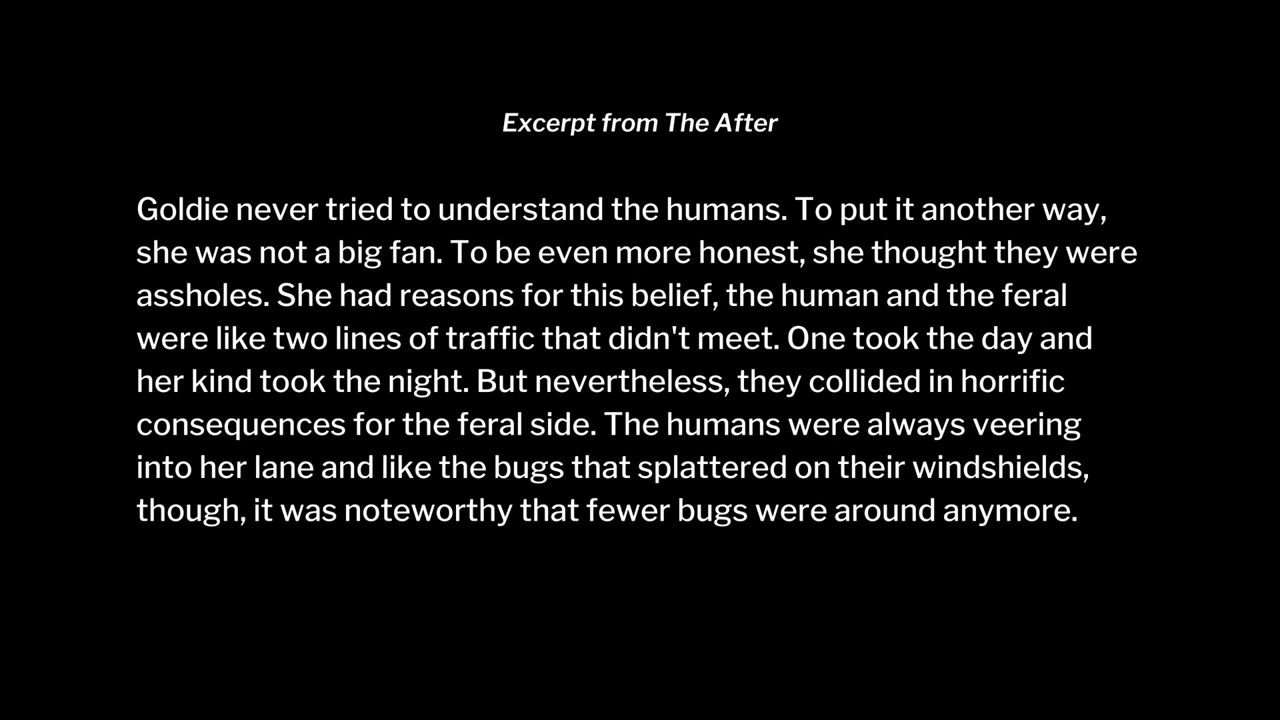 Excerpt from The After
Goldie never tried to understand the humans. To put it another way,
she was not a big fan. To be even more honest, she thought they were
assholes. She had reasons for this belief, the human and the feral
were like two lines of traffic that didn't meet. One took the day and
her kind took the night. But nevertheless, they collided in horrific
consequences for the feral side. The humans were always veering
into her lane and like the bugs that splattered on their windshields,
though, it was noteworthy that fewer bugs were around anymore.